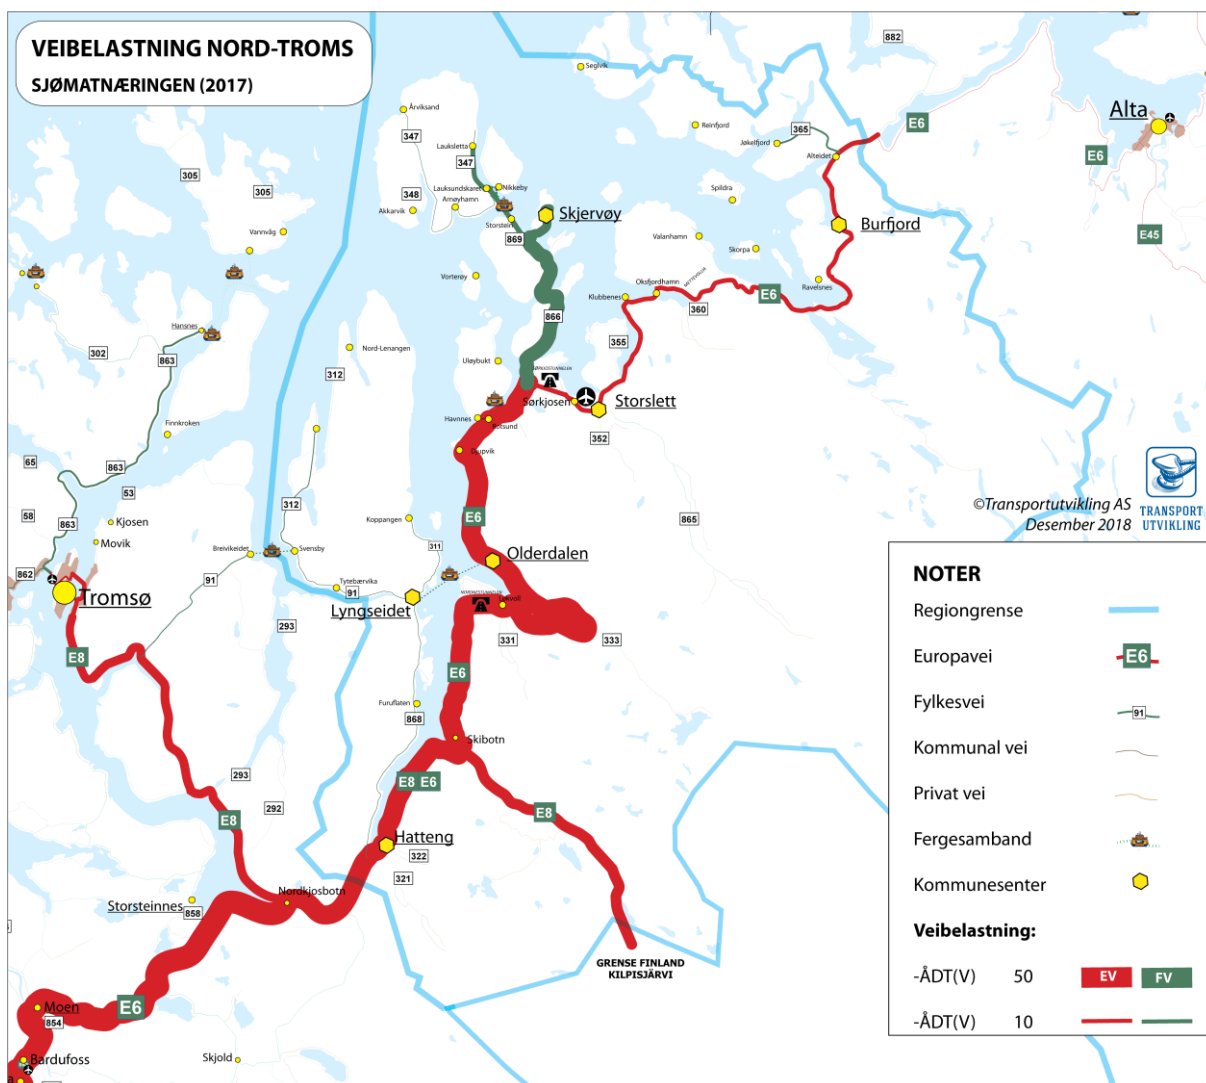 VEIBELASTNING NORD-TROMS
SJØMATNÆRINGEN (2017)
882
Seglvik
Årviksand
347
Lauksletta
347
Reinfjord
365
Jøkelfjord
Alteidet
E6
Alta
E6
305
305
348
Lauksundskaret
Nikkeby
Arnøyhamn
Akkarvik
Storstein
Skjervøy
869
Spildra
Burfjord
Vannvåg
Valanhamn
Skorpa
E45
Vorterøy
Oksfjordhamn
Klubbenes
Ravelsnes
E6
360
866
Hansnes
302
863
Nord-Lenangen
312
355
Uløybukt
Sørkjosen
Storslett
Havnnes
Rotsund
352
Finnkroken
Djupvik
65
863
53
58
863
Kjosen
Movik
312
Koppangen
E6
865
©Transportutvikling AS
Desember 2018
TRANSPORT
UTVIKLING
311
Breivikeidet
Svensby
Olderdalen
862
91
Tytebærvika
91
Tromsø
Lyngseidet
331
333
293
E8
E6
Furuflaten
868
Skibotn
293
E8 E6
292
E8
E8
Hatteng
322
321
Nordkjosbotn
Storsteinnes
858
GRENSE FINLAND
KILPISJÄRVI
E6
Moen
854
Bardufoss
Skjold
NOTER
Regiongrense
Europavei
E6
Fylkesvei
91
Kommunal vei
Privat vei
Fergesamband
Kommunesenter
Veibelastning:
-ÅDT(V) 50 EV FV
-ÅDT(V) 10